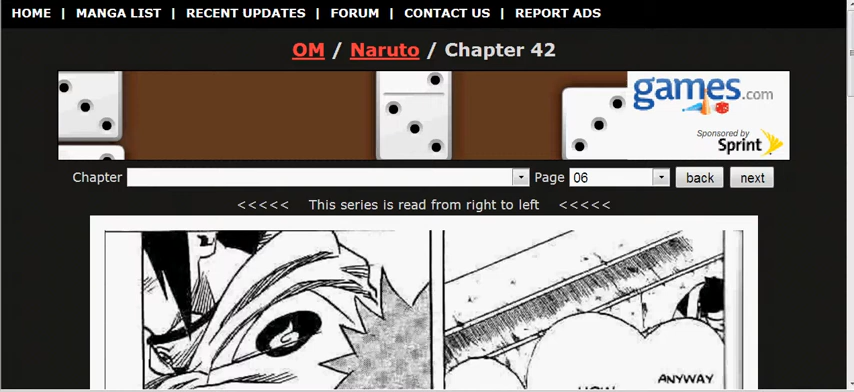 HOME | MANGA LIST | RECENT UPDATES | FORUM | CONTACT US | REPORT ADS
OM / Naruto / Chapter 42
games.com
Sponsored by
Sprint
Chapter Page 06 back next
<<<<< This series is read from right to left <<<<<
ANYWAY
HOW